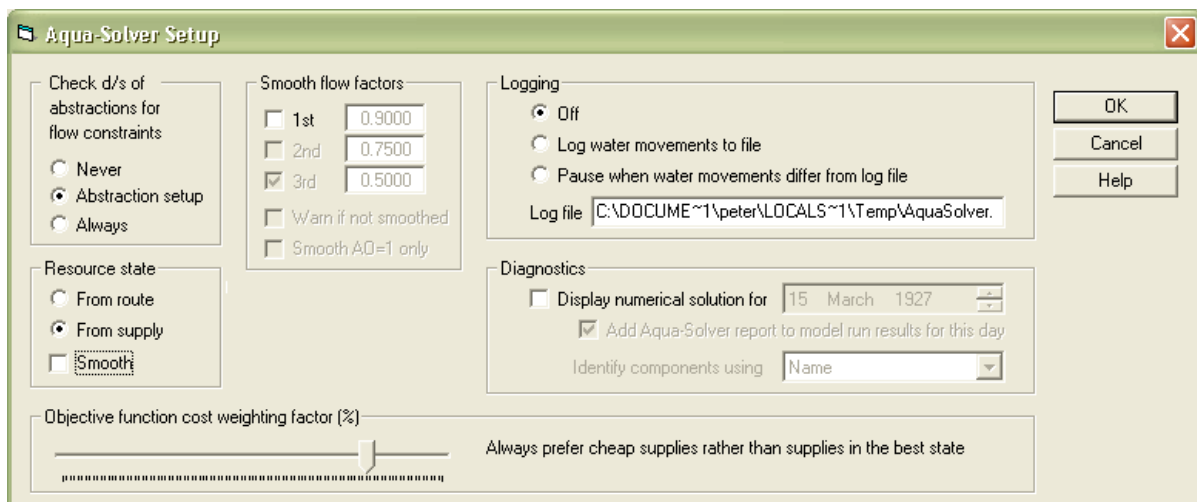 Aqua-Solver Setup
Check d/s of
abstractions for
flow constraints
Never
Abstraction setup
Always
Resource state
From route
From supply
Smooth
Smooth flow factors
1st 0.9000
2nd 0.7500
3rd 0.5000
Warn if not smoothed
Smooth AO=1 only
Logging
Off
Log water movements to file
Pause when water movements differ from log file
Log file C:\DOCUME~1\peter\LOCALS~1\Temp\AquaSolver.
Diagnostics
Display numerical solution for 15 March 1927
Add Aqua-Solver report to model run results for this day
Identify components using Name
OK
Cancel
Help
Objective function cost weighting factor (%)
Always prefer cheap supplies rather than supplies in the best state